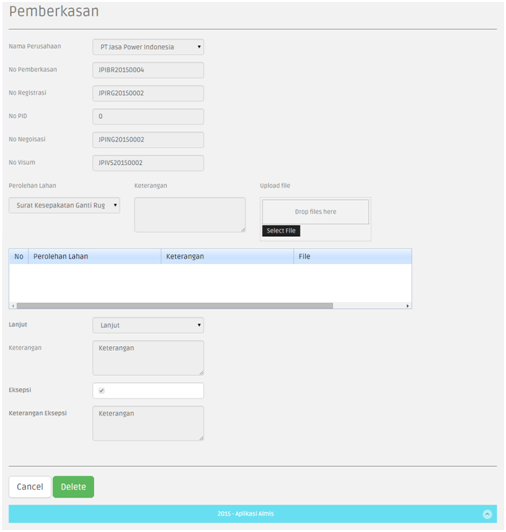 Pemberkasan
Nama Perusahaan PT Jasa Power Indonesia
No Pemberkasan JPIBR20150004
No Registrasi JPIRG20150002
No PID 0
No Negoisasi JPING20150002
No Visum JPIVS20150002
Perolehan Lahan Keterangan Upload file
Surat Kesepakatan Ganti Rug Drop files here
Select File
No Perolehan Lahan Keterangan File
Lanjut Lanjut
Keterangan Keterangan
Eksepsi
Keterangan Eksepsi Keterangan
Cancel Delete
2015 - Aplikasi Almis